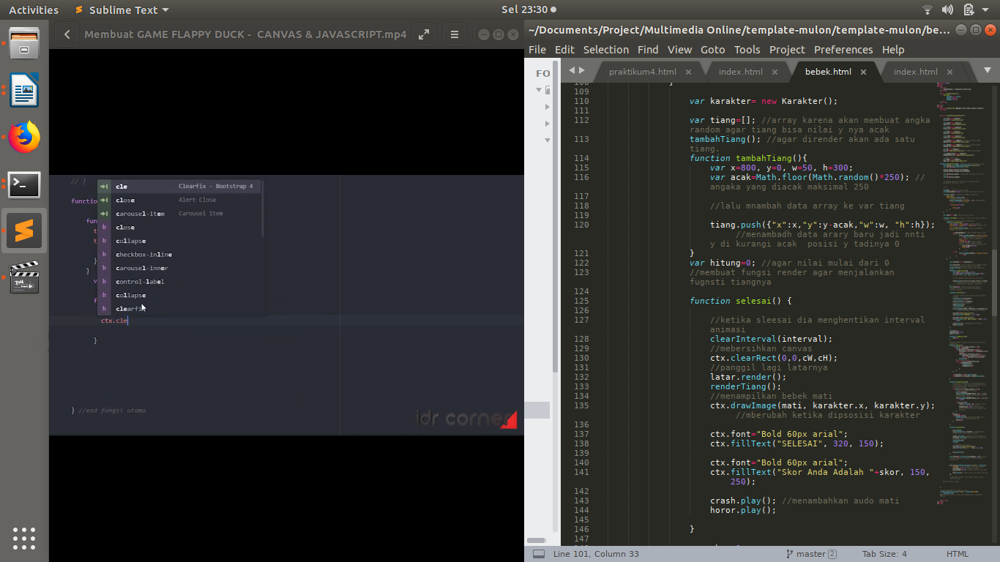 Activities
Sublime Text
Sel 23:30
Membuat GAME FLAPPY DUCK - CANVAS & JAVASCRIPT.mp4
// }
functio
fun
t
t
}
}
v
f
cle Clearfix - Bootstrap 4
close Alert Close
carousel-item Carousel Item
b close
b collapse
b checkbox-inline
b carousel-inner
b control-label
b collapse
b clearfix
ctx.cle
}
} //end fungsi utama
idr corner
~/Documents/Project/Multimedia Online/template-mulon/template-mulon/be...
File Edit Selection Find View Goto Tools Project Preferences Help
FO
praktikum4.html
index.html
bebek.html
index.html
108 }
109
110 var karakter= new Karakter();
111
112 var tiang=[]; //array karena akan membuat angka
random agar tiang bisa nilai y nya acak
113 tambahTiang(); //agar dirender akan ada satu
tiang.
114 function tambahTiang(){
115 var x=800, y=0, w=50, h=300;
116 var acak=Math.floor(Math.random()*250); //
angaka yang diacak maksimal 250
117
118 //lalu mnambah data array ke var tiang
119
120 tiang.push({"x":x,"y":y-acak,"w":w, "h":h});
//menambadh data arary baru jadi nnti
y di kurangi acak  posisi y tadinya 0
121 }
122 var hitung=0; //agar nilai mulai dari 0
123 //membuat fungsi render agar menjalankan
fugnsti tiangnya
124
125 function selesai() {
126
127 //ketika sleesai dia menghentikan interval
animasi
128 clearInterval(interval);
129 //mebersihkan canvas
130 ctx.clearRect(0,0,cW,cH);
131 //panggil lagi latarnya
132 latar.render();
133 renderTiang();
134 //menampilkan bebek mati
135 ctx.drawImage(mati, karakter.x, karakter.y);
//mberubah ketika diposisi karakter
136
137 ctx.font="Bold 60px arial";
138 ctx.fillText("SELESAI", 320, 150);
139
140 ctx.font="Bold 60px arial";
141 ctx.fillText("Skor Anda Adalah "+skor, 150,
250);
142
143 crash.play(); //menambahkan audo mati
144 horor.play();
145
146 }
147
Line 101, Column 33
master 2
Tab Size: 4
HTML